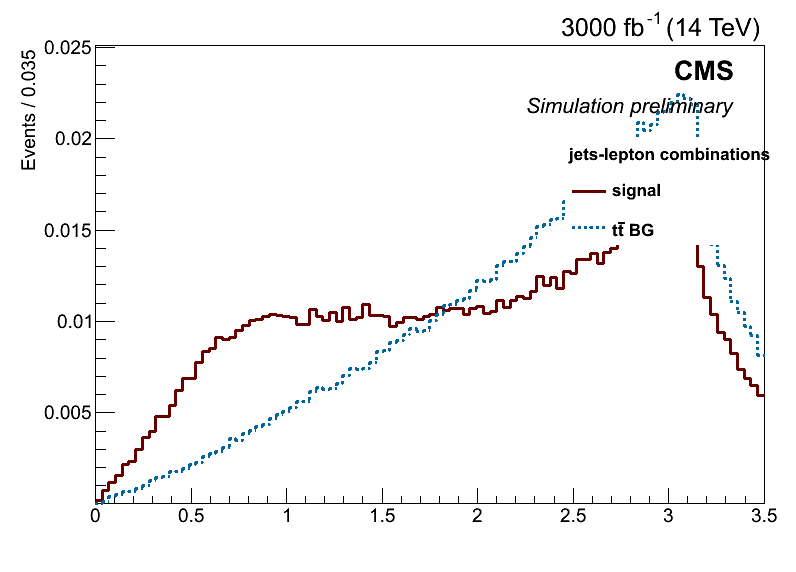 3000 fb⁻¹ (14 TeV)
CMS
Simulation preliminary
jets-lepton combinations
signal
tt̄ BG
Events / 0.035
0.025
0.02
0.015
0.01
0.005
0 0.5 1 1.5 2 2.5 3 3.5